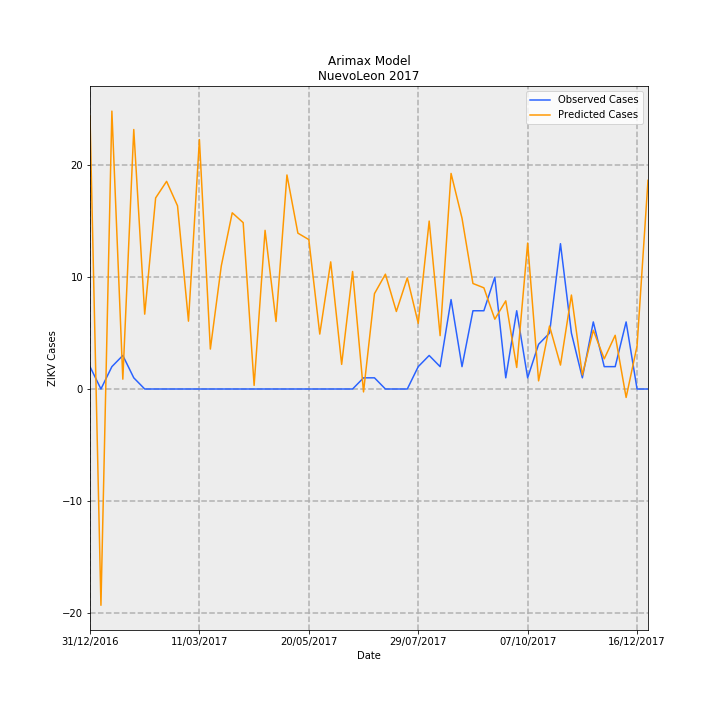 Arimax Model
NuevoLeon 2017
Observed Cases
Predicted Cases
20
10
0
−10
−20
ZIKV Cases
31/12/2016 11/03/2017 20/05/2017 29/07/2017 07/10/2017 16/12/2017
Date